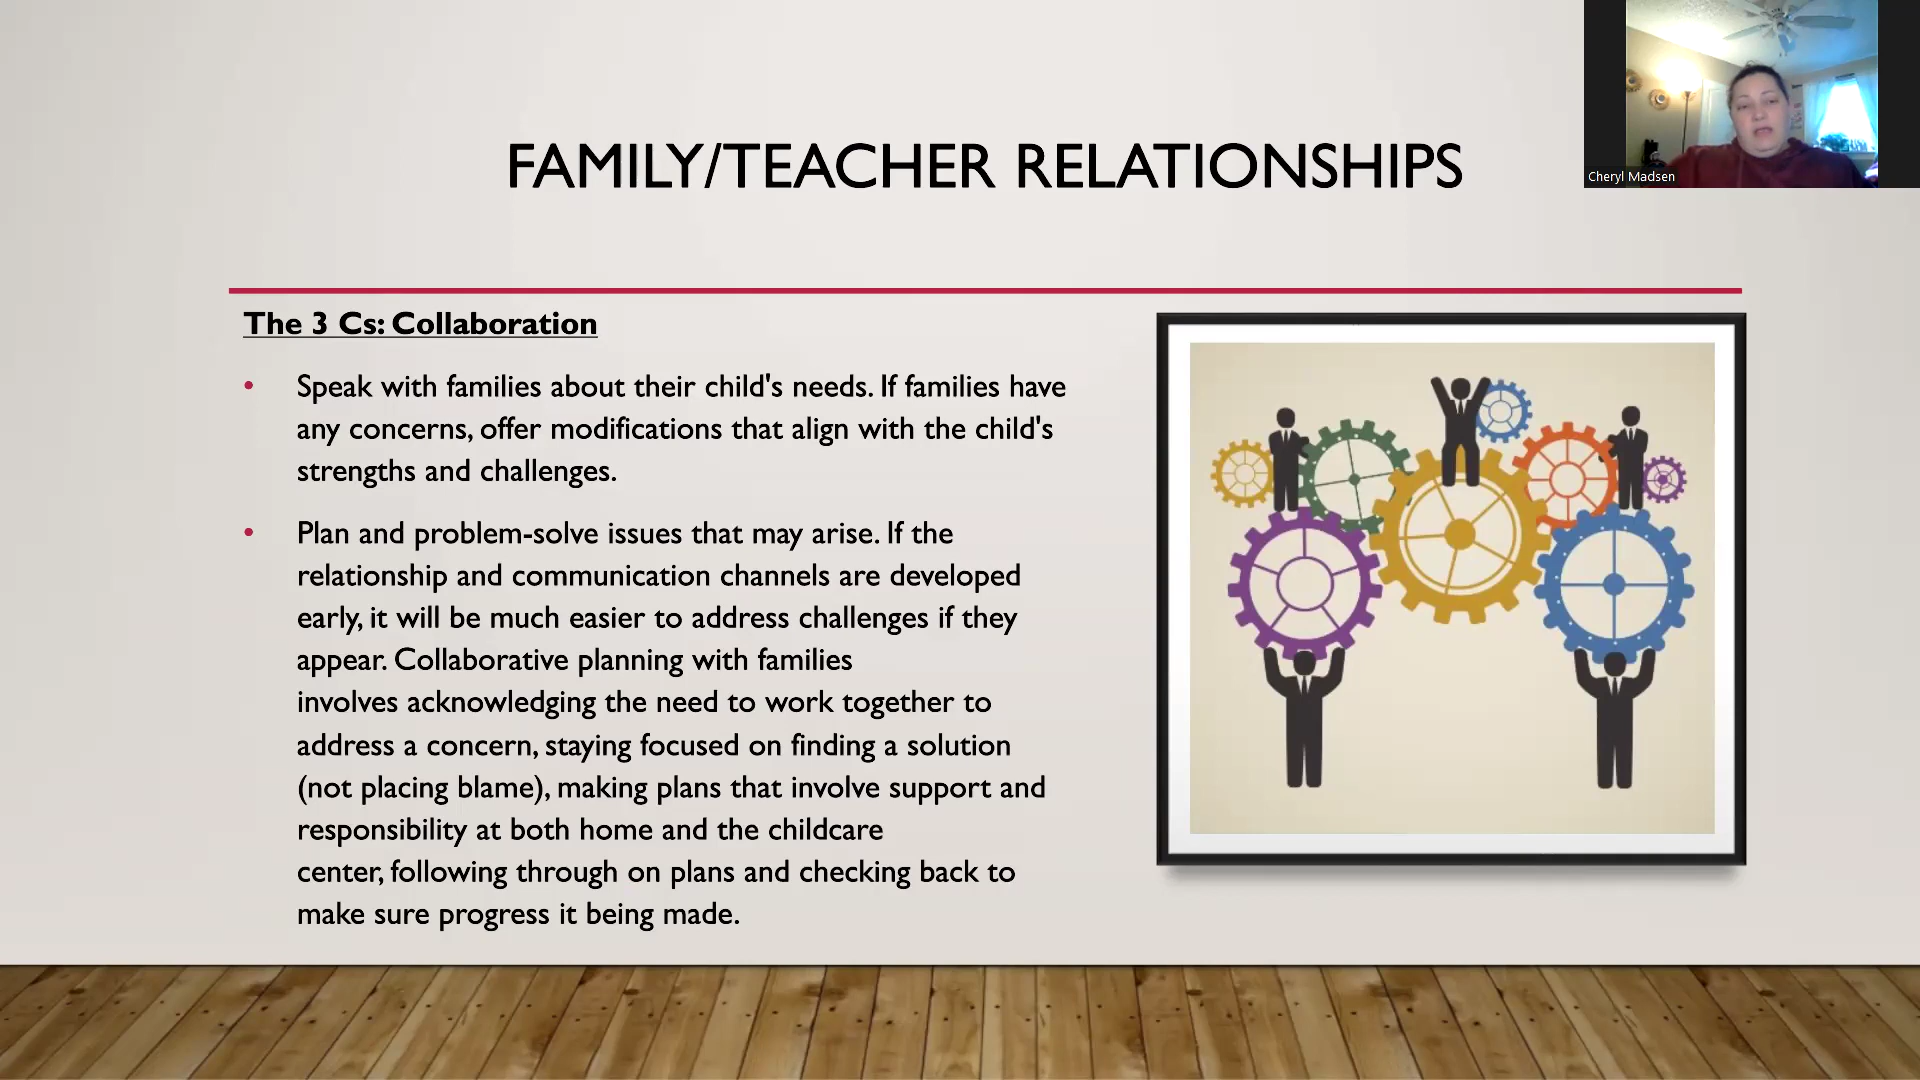 Cheryl Madsen
FAMILY/TEACHER RELATIONSHIPS
The 3 Cs: Collaboration
• Speak with families about their child's needs. If families have
any concerns, offer modifications that align with the child's
strengths and challenges.
• Plan and problem-solve issues that may arise. If the
relationship and communication channels are developed
early, it will be much easier to address challenges if they
appear. Collaborative planning with families
involves acknowledging the need to work together to
address a concern, staying focused on finding a solution
(not placing blame), making plans that involve support and
responsibility at both home and the childcare
center, following through on plans and checking back to
make sure progress it being made.